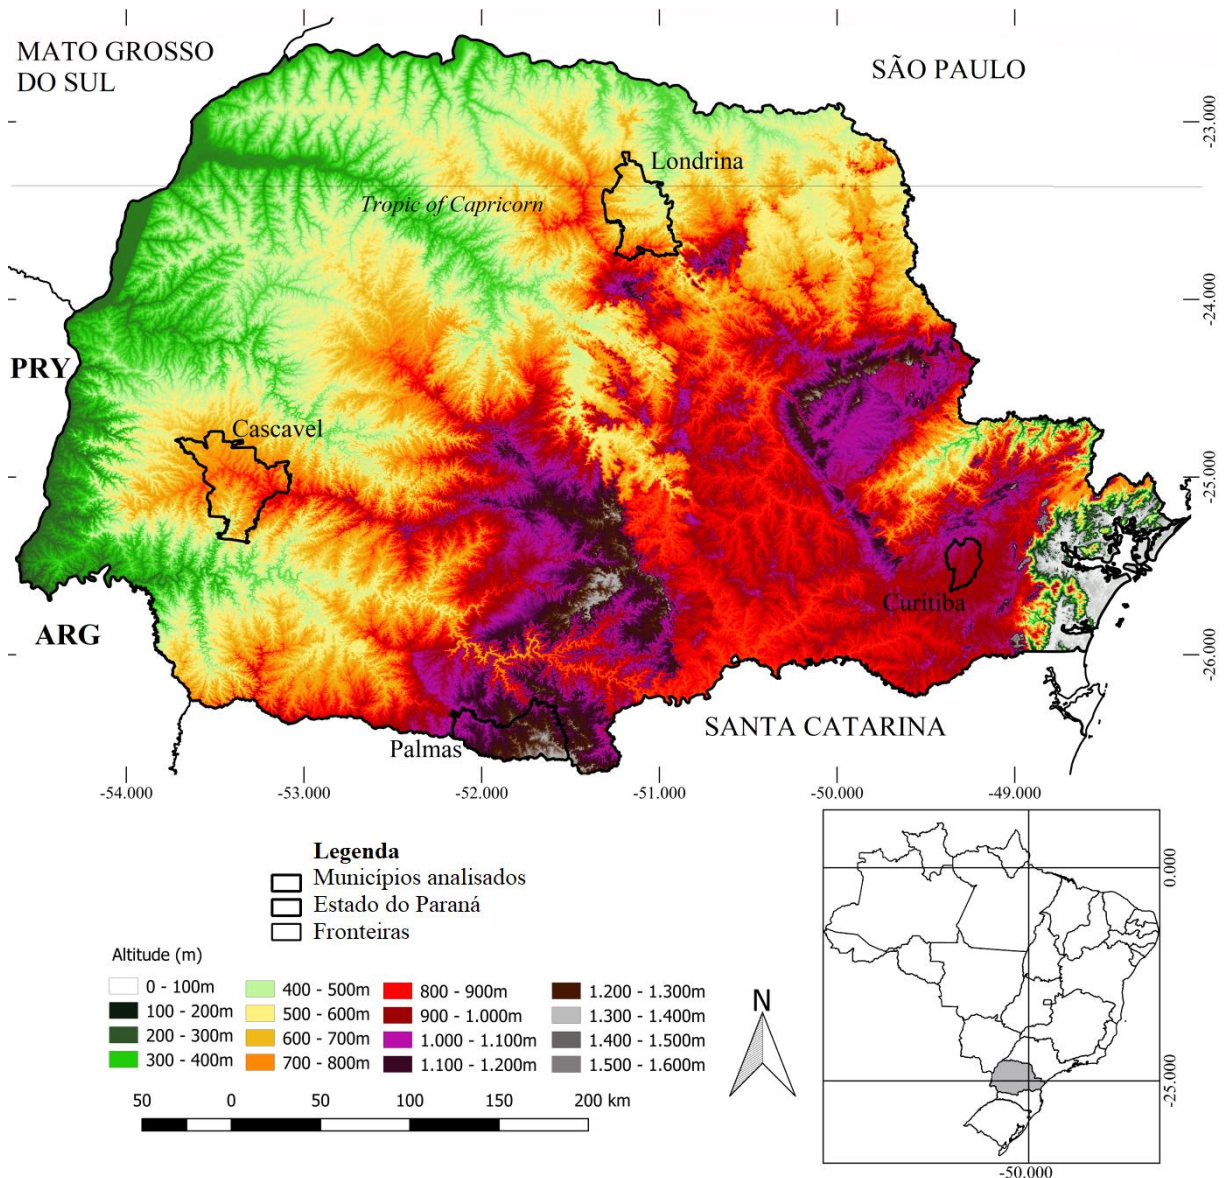 MATO GROSSO
DO SUL
SÃO PAULO
-23.000
Londrina
Tropic of Capricorn
-24.000
PRY
Cascavel
-25.000
Curitiba
ARG
-26.000
SANTA CATARINA
Palmas
-54.000
-53.000
-52.000
-51.000
-50.000
-49.000
Legenda
Municípios analisados
Estado do Paraná
Fronteiras
Altitude (m)
0 - 100m
100 - 200m
200 - 300m
300 - 400m
400 - 500m
500 - 600m
600 - 700m
700 - 800m
800 - 900m
900 - 1.000m
1.000 - 1.100m
1.100 - 1.200m
1.200 - 1.300m
1.300 - 1.400m
1.400 - 1.500m
1.500 - 1.600m
50 0 50 100 150 200 km
N
0.000
-25.000
-50.000